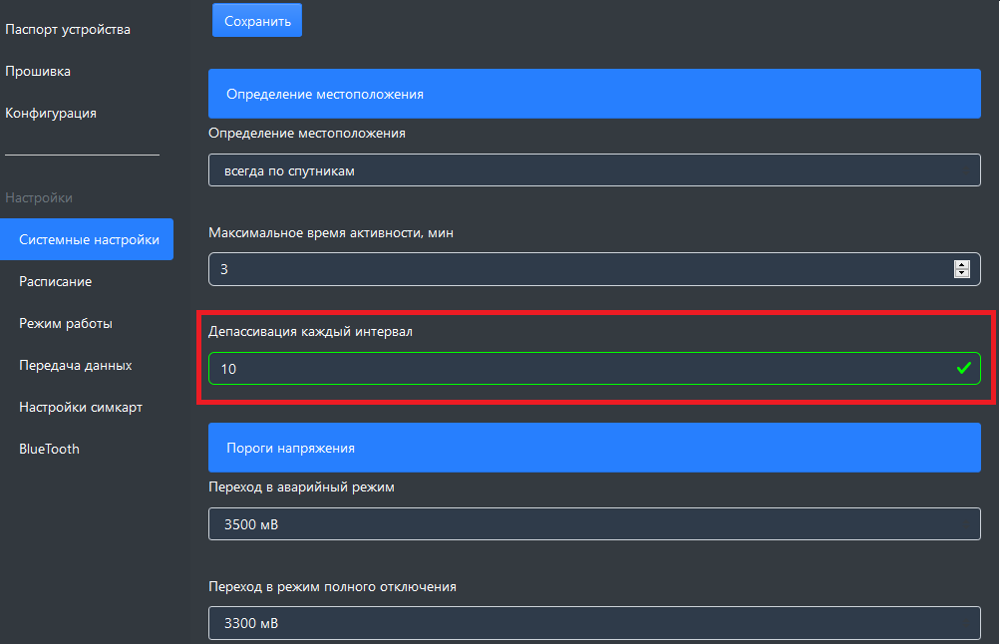 Паспорт устройства
Прошивка
Конфигурация
Настройки
Системные настройки
Расписание
Режим работы
Передача данных
Настройки симкарт
BlueTooth
Сохранить
Определение местоположения
Определение местоположения
всегда по спутникам
Максимальное время активности, мин
3
Депассивация каждый интервал
10
Пороги напряжения
Переход в аварийный режим
3500 мВ
Переход в режим полного отключения
3300 мВ